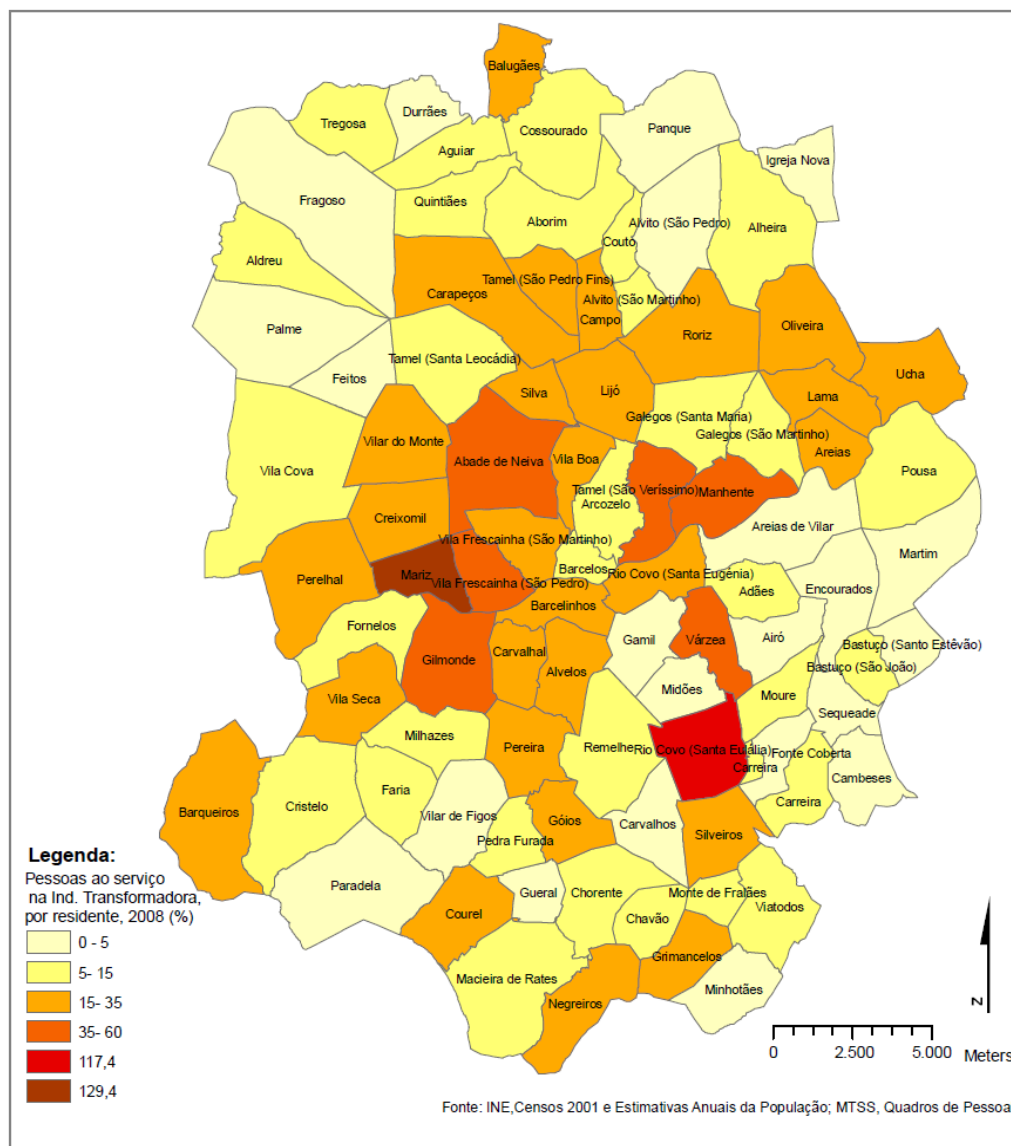 Balugães
Durrães
Tregosa
Cossourado
Panque
Aguiar
Igreja Nova
Fragoso
Quintiães
Aborim
Alvito (São Pedro)
Alheira
Couto
Aldreu
Tamel (São Pedro Fins)
Carapeços
Alvito (São Martinho)
Campo
Oliveira
Palme
Roriz
Tamel (Santa Leocádia)
Feitos
Ucha
Silva
Lijó
Lama
Galegos (Santa Maria)
Vilar do Monte
Galegos (São Martinho)
Areias
Abade de Neiva
Vila Boa
Vila Cova
Pousa
Tamel (São Veríssimo)
Manhente
Arcozelo
Creixomil
Areias de Vilar
Vila Frescainha (São Martinho)
Martim
Barcelos
Mariz
Rio Covo (Santa Eugênia)
Perelhal
Vila Frescainha (São Pedro)
Adães
Encourados
Barcelinhos
Fornelos
Gamil
Várzea
Airó
Bastuço (Santo Estêvão)
Carvalhal
Gilmonde
Alvelos
Bastuço (São João)
Midões
Moure
Vila Seca
Sequeade
Milhazes
Pereira
Remelhe
Rio Covo (Santa Eulália)
Fonte Coberta
Carreira
Cambeses
Faria
Cristelo
Carreira
Barqueiros
Vilar de Figos
Góios
Carvalhos
Silveiros
Pedra Furada
Paradela
Gueral
Chorente
Monte de Fralães
Viatodos
Courel
Chavão
Grimancelos
Macieira de Rates
Minhotães
Negreiros
Legenda:
Pessoas ao serviço
na Ind. Transformadora,
por residente, 2008 (%)
0 - 5
5- 15
15- 35
35- 60
117,4
129,4
N
0 2.500 5.000 Meters
Fonte: INE,Censos 2001 e Estimativas Anuais da População; MTSS, Quadros de Pessoa